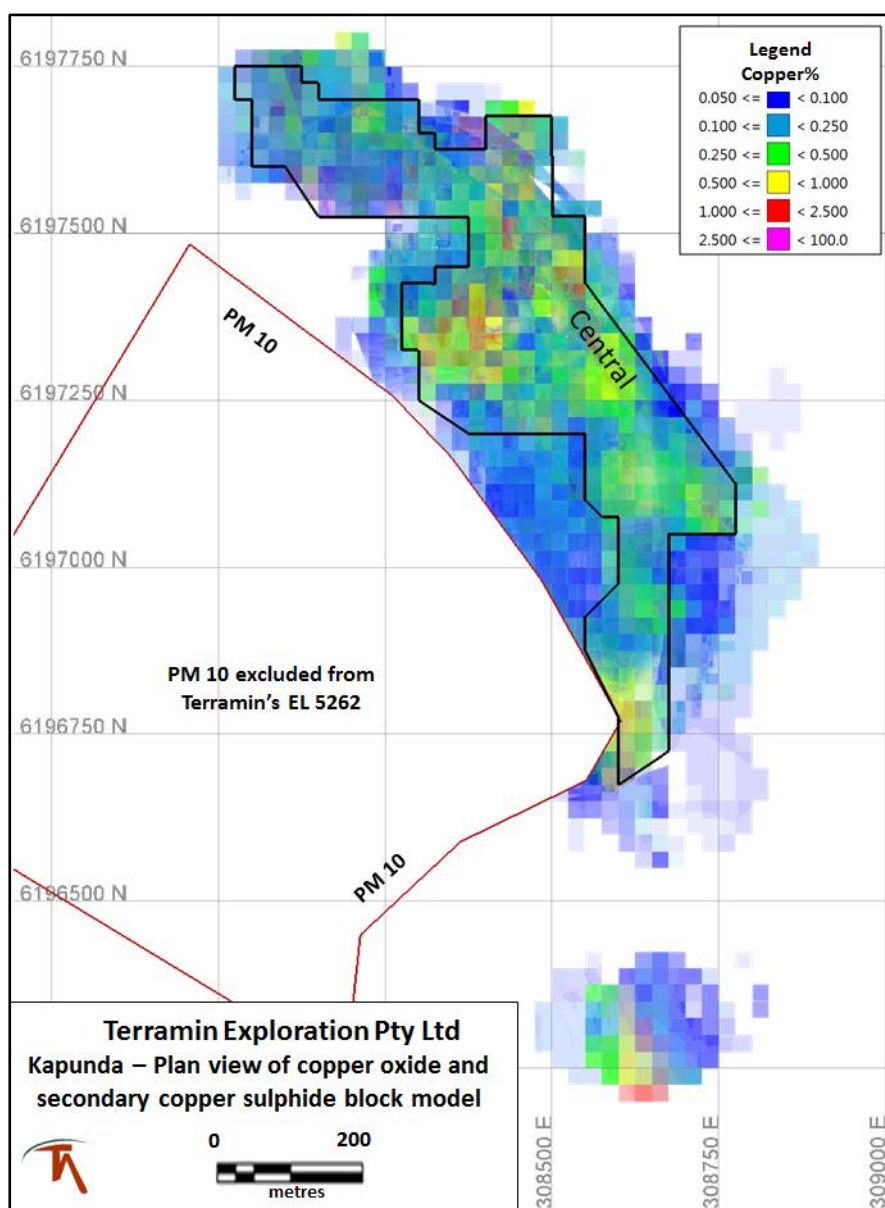 6197750 N
Legend
Copper%
0.050 <= < 0.100
0.100 <= < 0.250
0.250 <= < 0.500
0.500 <= < 1.000
1.000 <= < 2.500
2.500 <= < 100.0
6197500 N
PM 10
Central
6197250 N
6197000 N
PM 10 excluded from
Terramin's EL 5262
6196750 N
PM 10
6196500 N
Terramin Exploration Pty Ltd
Kapunda – Plan view of copper oxide and
secondary copper sulphide block model
0 200
metres
308500 E
308750 E
309000 E